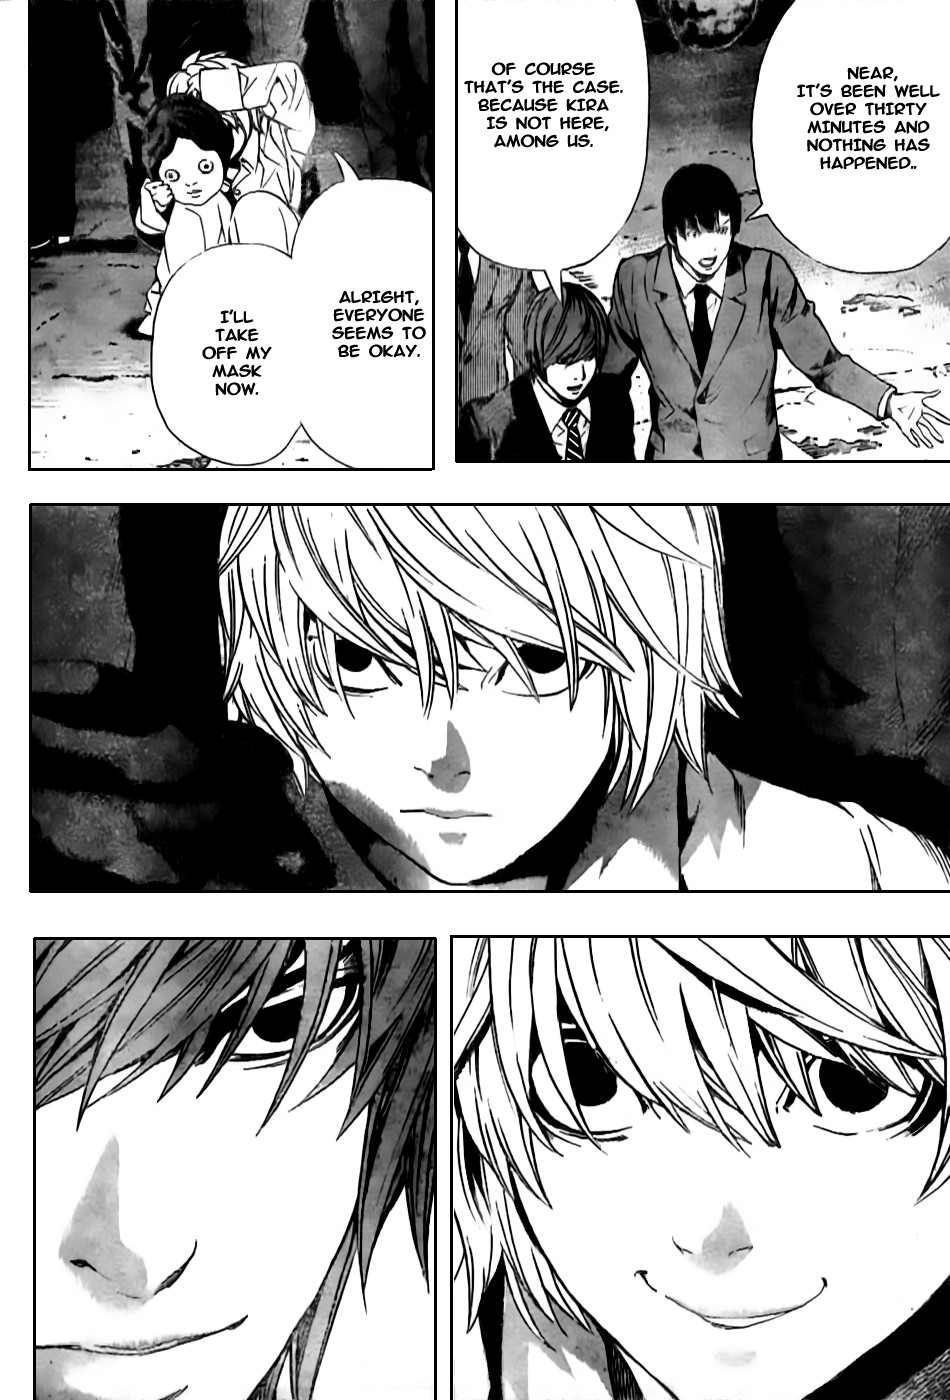 NEAR,
IT'S BEEN WELL
OVER THIRTY
MINUTES AND
NOTHING HAS
HAPPENED..
OF COURSE
THAT'S THE CASE.
BECAUSE KIRA
IS NOT HERE,
AMONG US.
ALRIGHT,
EVERYONE
SEEMS TO
BE OKAY.
I'LL
TAKE
OFF MY
MASK
NOW.